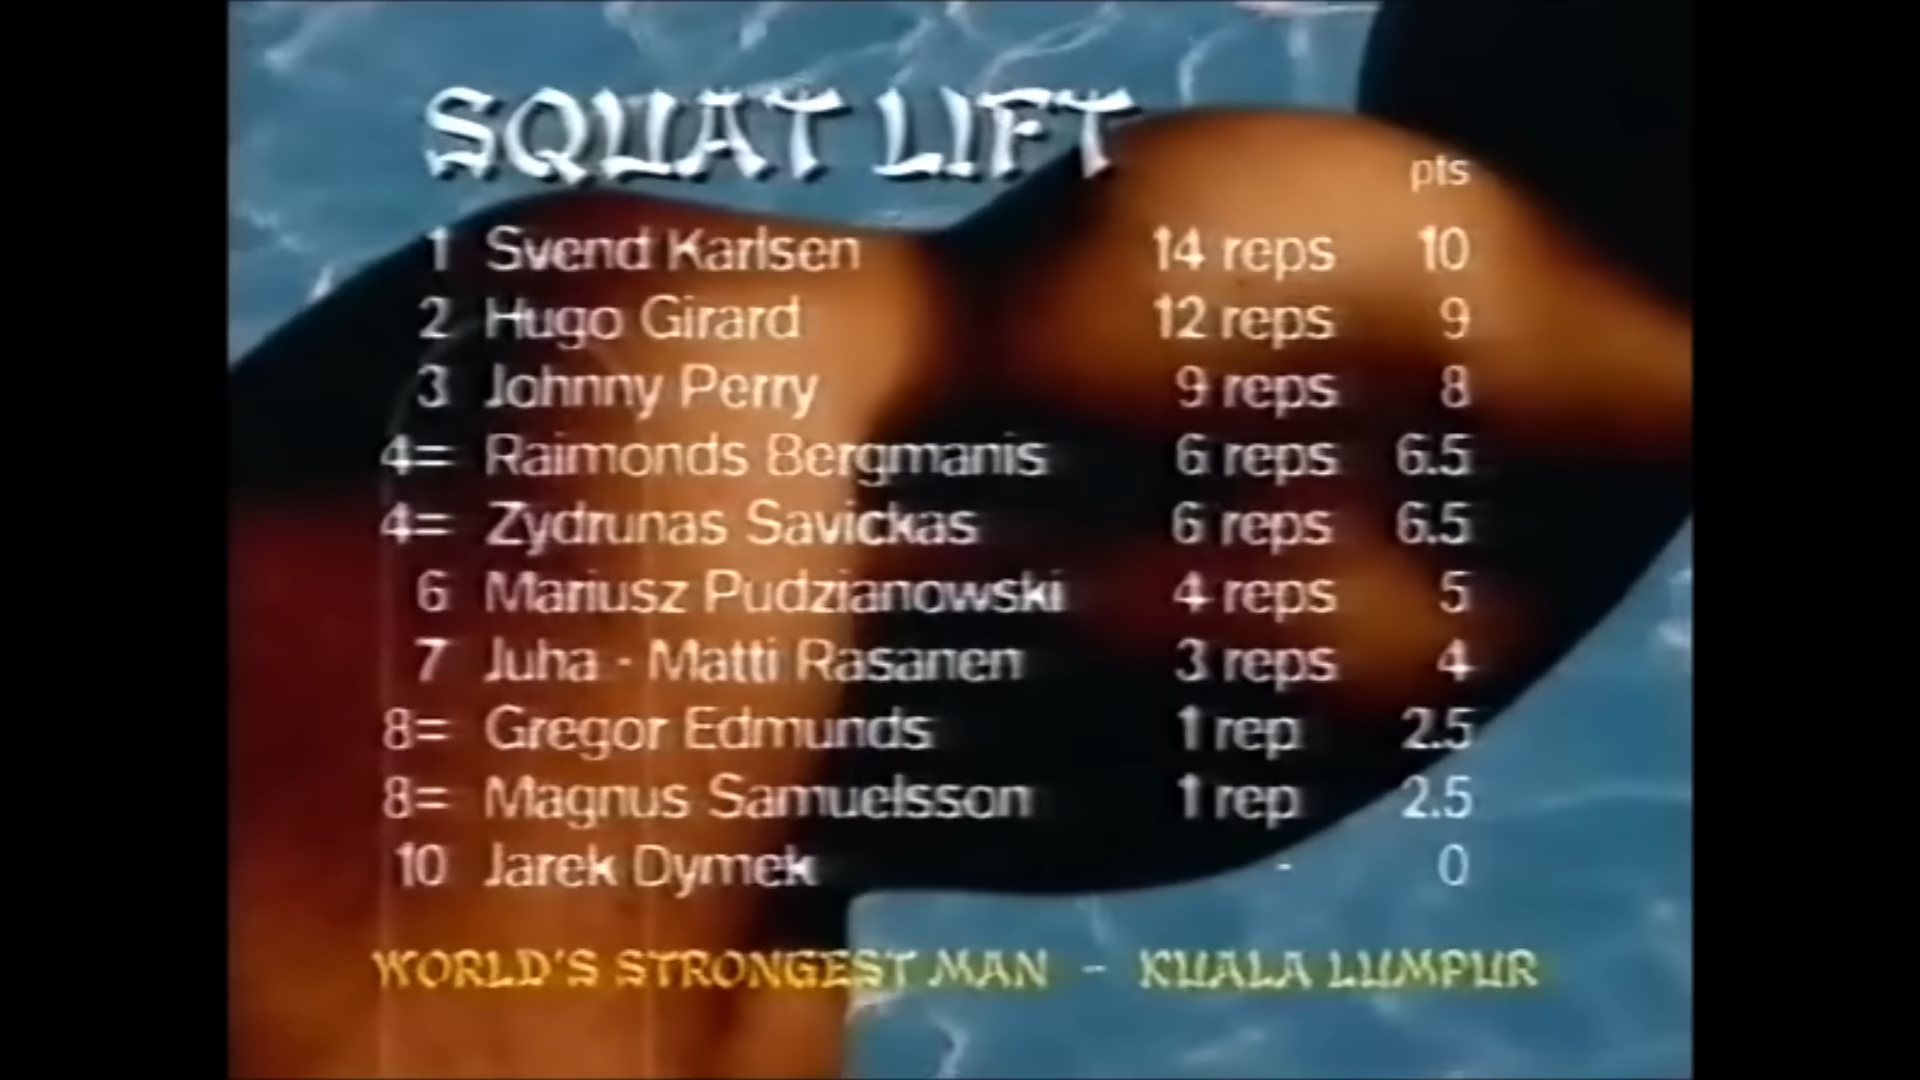 SQUAT LIFT
pts
1 Svend Karlsen 14 reps 10
2 Hugo Girard 12 reps 9
3 Johnny Perry 9 reps 8
4= Raimonds Bergmanis 6 reps 6.5
4= Zydrunas Savickas 6 reps 6.5
6 Mariusz Pudzianowski 4 reps 5
7 Juha - Matti Rasanen 3 reps 4
8= Gregor Edmunds 1 rep 2.5
8= Magnus Samuelsson 1 rep 2.5
10 Jarek Dymek - 0
WORLD'S STRONGEST MAN - KUALA LUMPUR